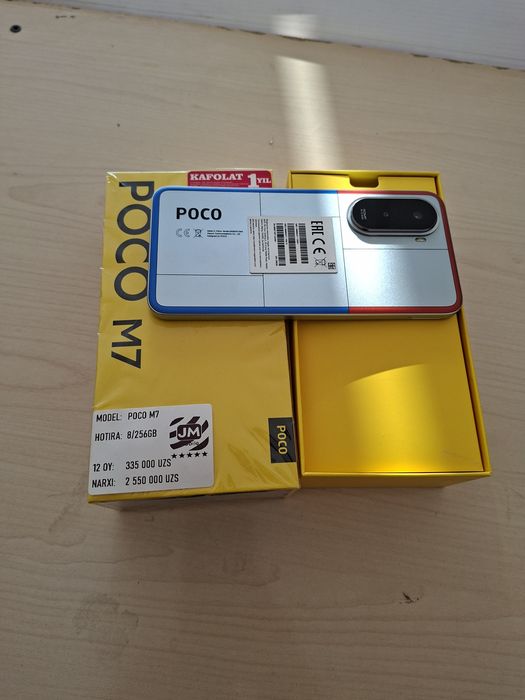 KAFOLAT 1 YIL
POCO M7
POCO
EAC CE
MODEL: POCO M7
HOTIRA: 8/256GB
JM
12 OY: 335 000 UZS
NARXI: 2 550 000 UZS
POCO